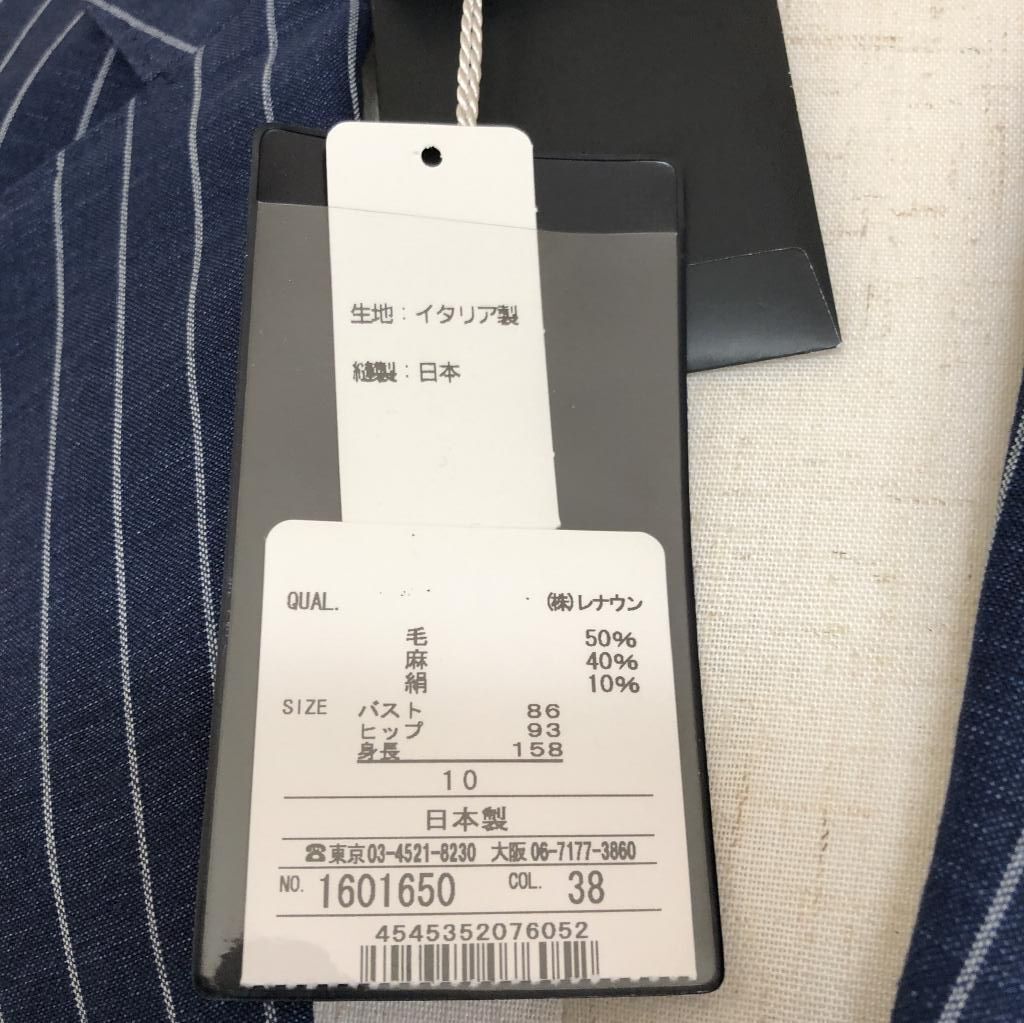 生地：イタリア製
縫製：日本
QUAL. (株)レナウン
毛 50%
麻 40%
絹 10%
SIZE バスト 86
ヒップ 93
身長 158
10
日本製
☎東京03-4521-8230 大阪06-7177-3860
NO. 1601650 COL. 38
4545352076052